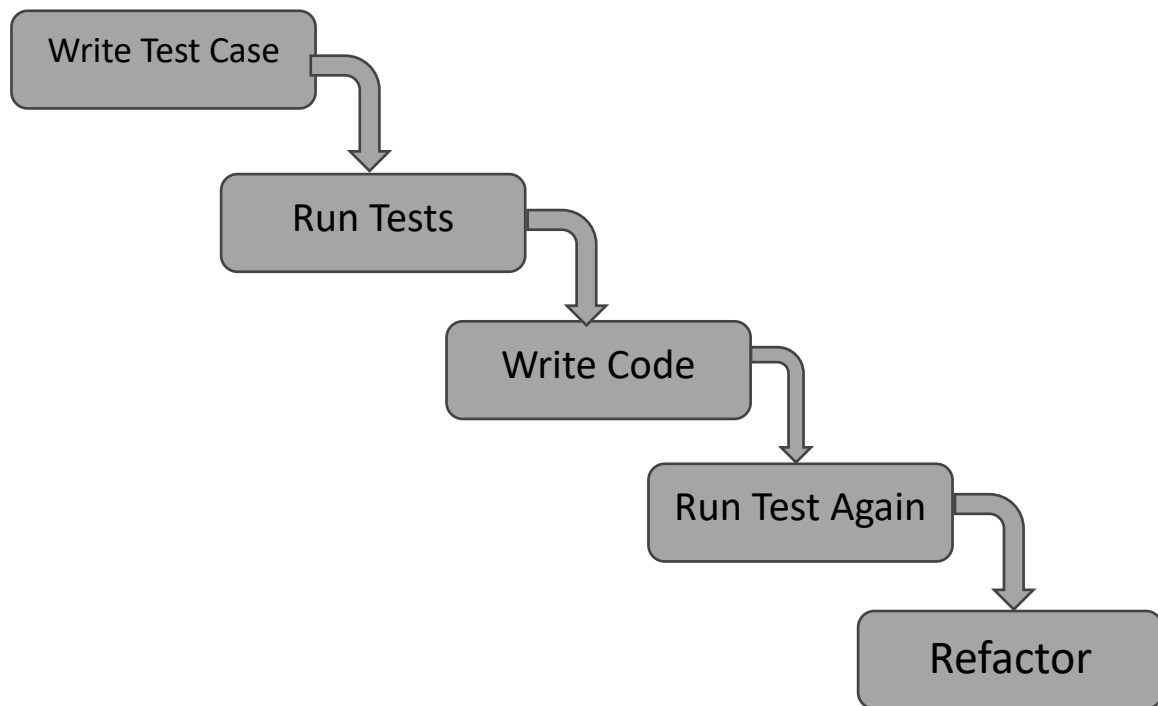 Write Test Case
Run Tests
Write Code
Run Test Again
Refactor